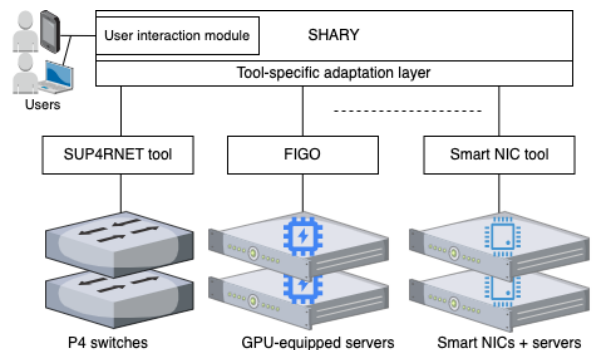 User interaction module
SHARY
Tool-specific adaptation layer
Users
SUP4RNET tool
FIGO
Smart NIC tool
P4 switches
GPU-equipped servers
Smart NICs + servers